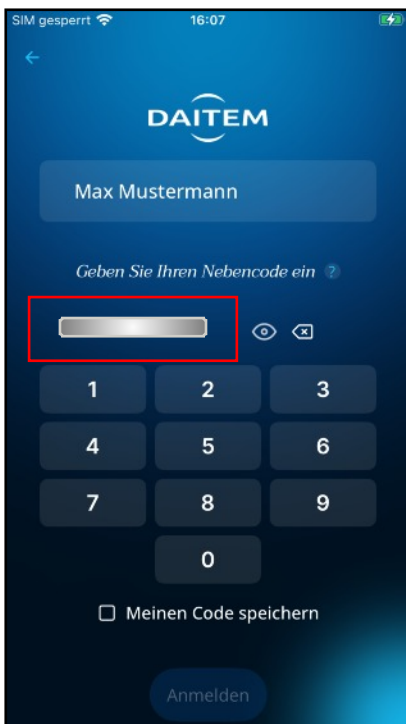 SIM gesperrt 16:07
DAITEM
Max Mustermann
Geben Sie Ihren Nebencode ein ?
1 2 3
4 5 6
7 8 9
0
Meinen Code speichern
Anmelden